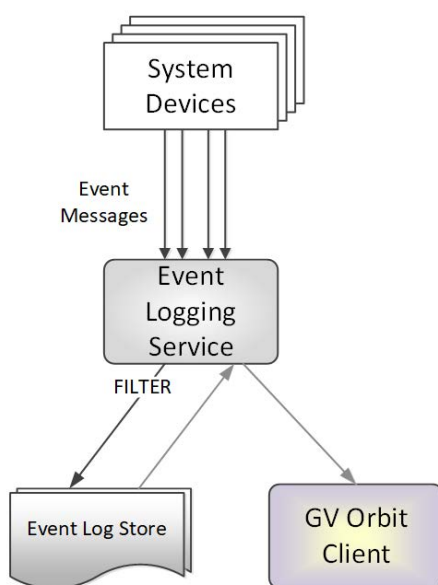 System
Devices
Event
Messages
Event
Logging
Service
FILTER
Event Log Store
GV Orbit
Client